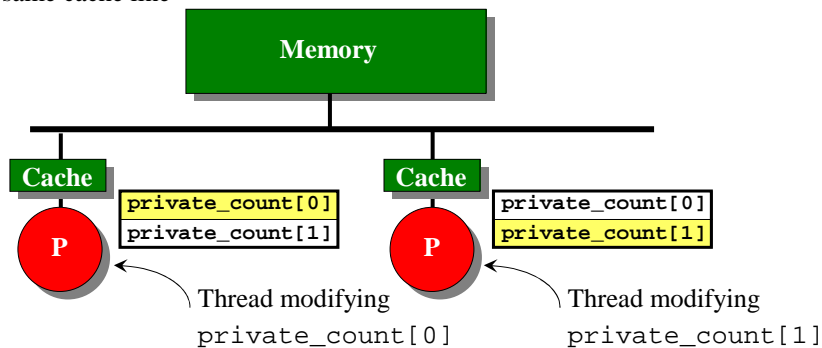 same cache line
Memory
Cache
Cache
private_count[0]
private_count[1]
private_count[0]
private_count[1]
P
P
Thread modifying
private_count[0]
Thread modifying
private_count[1]